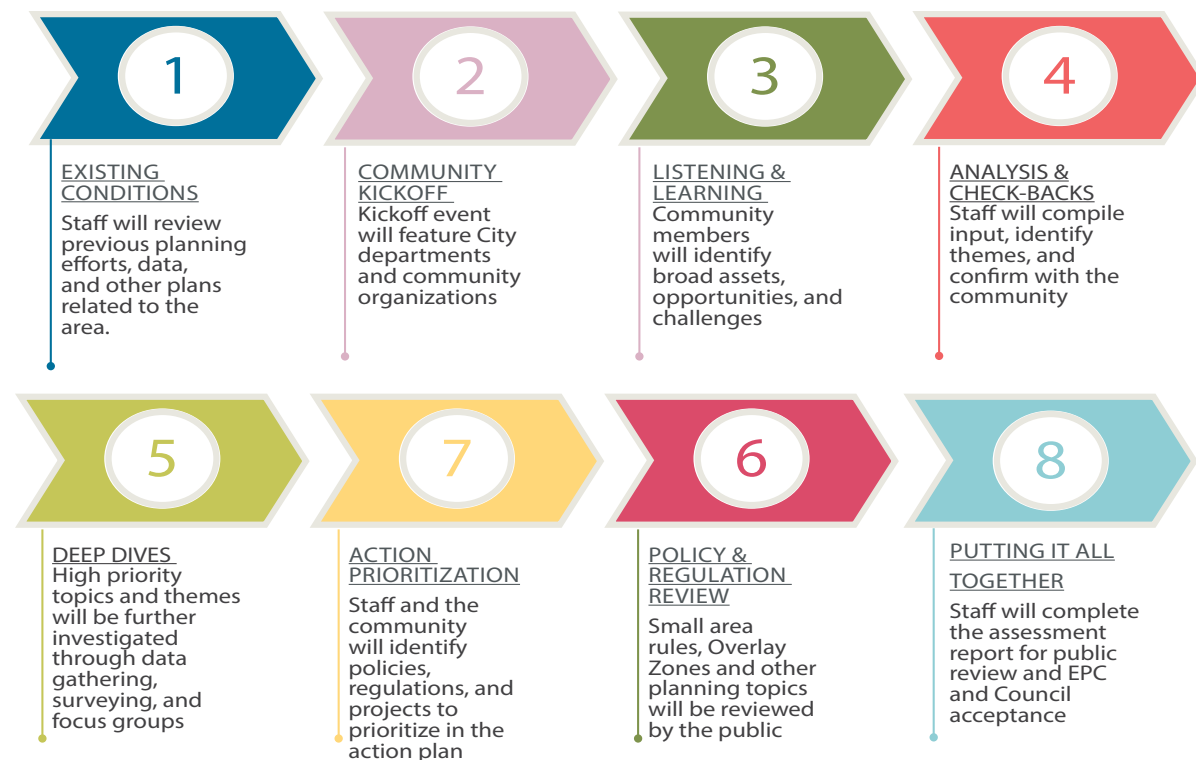 1
EXISTING
CONDITIONS
Staff will review
previous planning
efforts, data,
and other plans
related to the
area.
2
COMMUNITY
KICKOFF
Kickoff event
will feature City
departments
and community
organizations
3
LISTENING &
LEARNING
Community
members
will identify
broad assets,
opportunities, and
challenges
4
ANALYSIS &
CHECK-BACKS
Staff will compile
input, identify
themes, and
confirm with the
community
5
DEEP DIVES
High priority
topics and themes
will be further
investigated
through data
gathering,
surveying, and
focus groups
7
ACTION
PRIORITIZATION
Staff and the
community
will identify
policies,
regulations, and
projects to
prioritize in the
action plan
6
POLICY &
REGULATION
REVIEW
Small area
rules, Overlay
Zones and other
planning topics
will be reviewed
by the public
8
PUTTING IT ALL
TOGETHER
Staff will complete
the assessment
report for public
review and EPC
and Council
acceptance